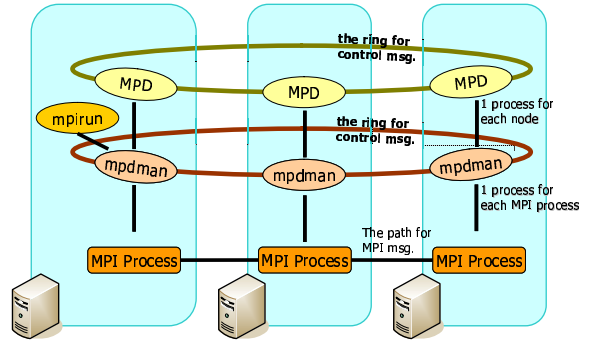 the ring for
control msg.
MPD
MPD
MPD
mpirun
1 process for
each node
the ring for
control msg.
mpdman
mpdman
mpdman
1 process for
each MPI process
The path for
MPI msg.
MPI Process
MPI Process
MPI Process